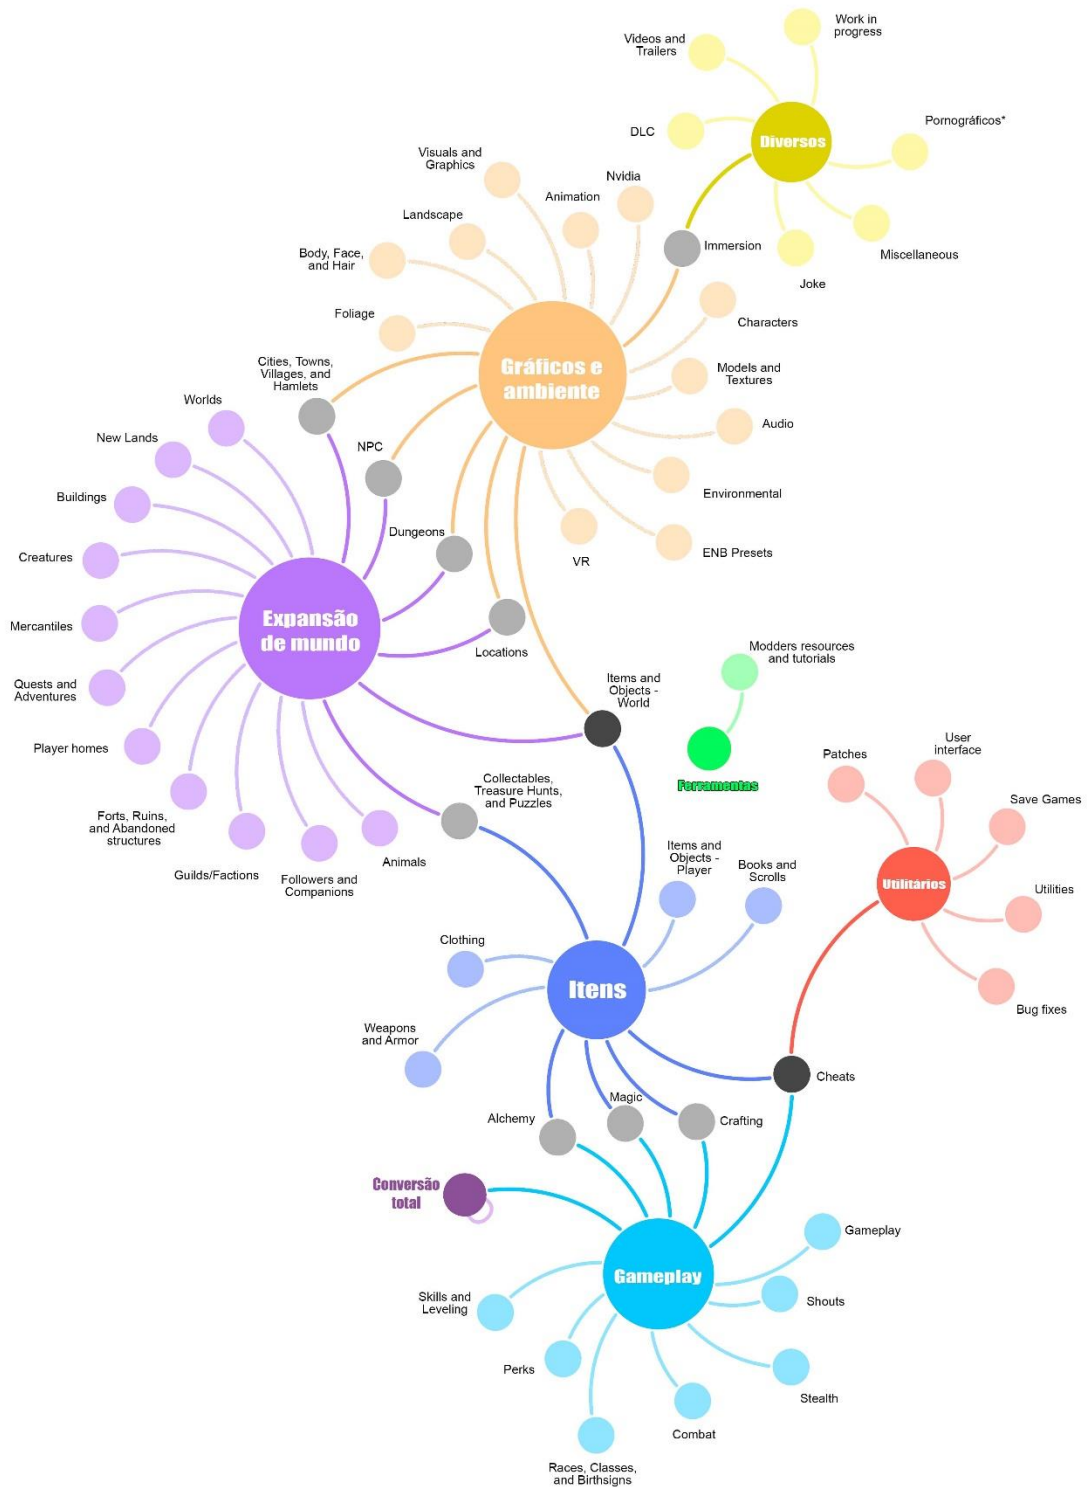 Work in
progress
Videos and
Trailers
DLC
Diversos
Pornográficos*
Miscellaneous
Joke
Immersion
Visuals and
Graphics
Nvidia
Animation
Landscape
Body, Face,
and Hair
Foliage
Gráficos e
ambiente
Characters
Models and
Textures
Audio
Environmental
ENB Presets
VR
Cities, Towns,
Villages, and
Hamlets
NPC
Dungeons
Locations
Worlds
New Lands
Buildings
Creatures
Mercantiles
Quests and
Adventures
Player homes
Forts, Ruins,
and Abandoned
structures
Guilds/Factions
Followers and
Companions
Animals
Expansão
de mundo
Items and
Objects -
World
Collectables,
Treasure Hunts,
and Puzzles
Modders resources
and tutorials
Ferramentas
Patches
User
interface
Save Games
Utilitários
Utilities
Bug fixes
Items and
Objects -
Player
Books and
Scrolls
Clothing
Itens
Weapons
and Armor
Cheats
Magic
Alchemy
Crafting
Conversão
total
Gameplay
Gameplay
Shouts
Skills and
Leveling
Perks
Stealth
Combat
Races, Classes,
and Birthsigns